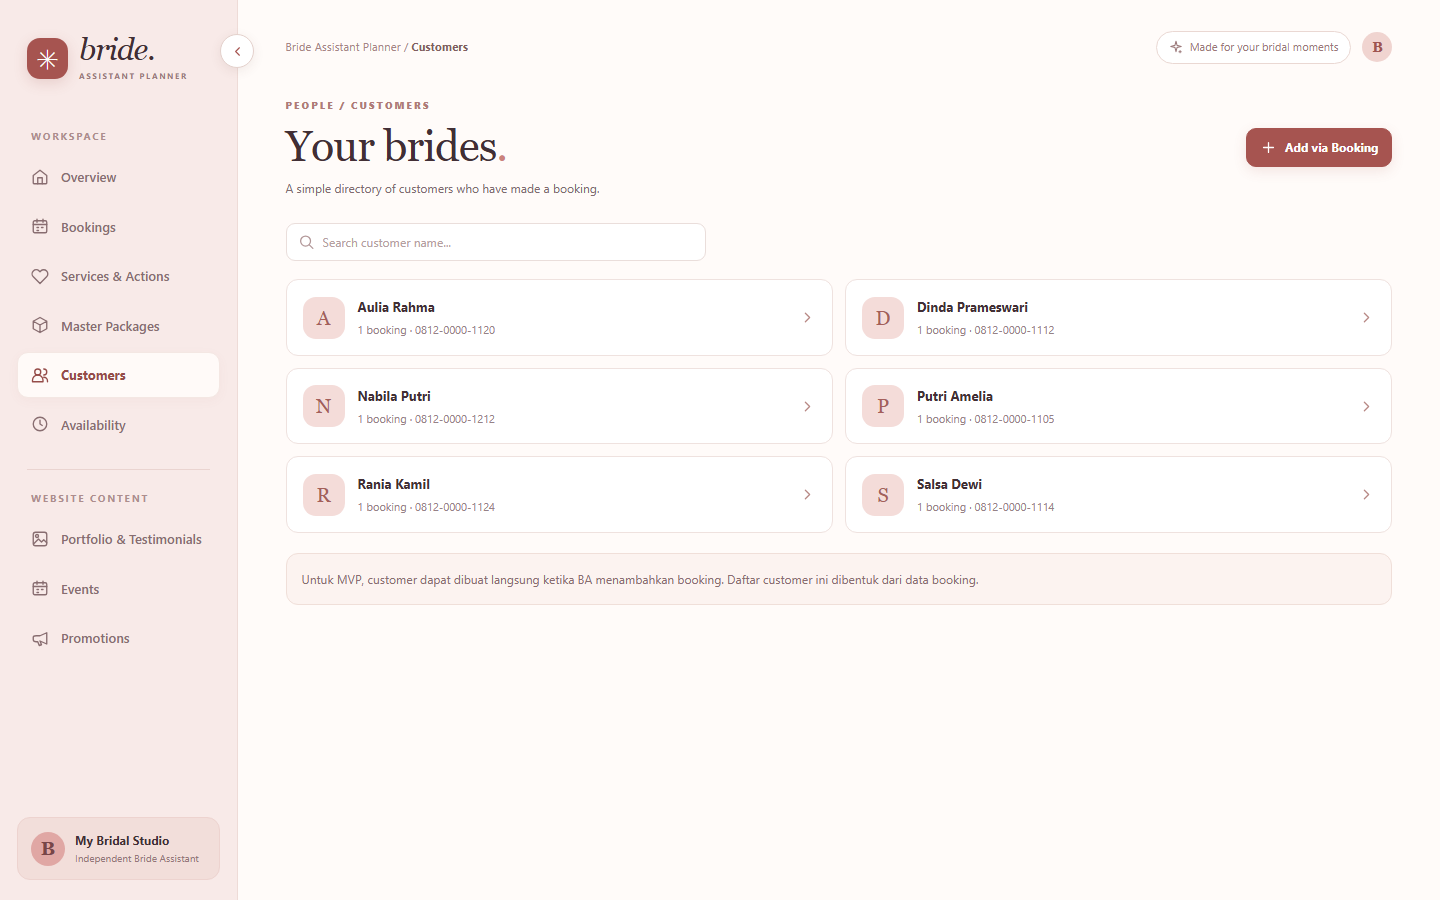 bride.
ASSISTANT PLANNER
WORKSPACE
Overview
Bookings
Services & Actions
Master Packages
Customers
Availability
WEBSITE CONTENT
Portfolio & Testimonials
Events
Promotions
B
My Bridal Studio
Independent Bride Assistant
Bride Assistant Planner / Customers
Made for your bridal moments
B
PEOPLE / CUSTOMERS
Your brides.
A simple directory of customers who have made a booking.
Add via Booking
Search customer name...
A
Aulia Rahma
1 booking · 0812-0000-1120
D
Dinda Prameswari
1 booking · 0812-0000-1112
N
Nabila Putri
1 booking · 0812-0000-1212
P
Putri Amelia
1 booking · 0812-0000-1105
R
Rania Kamil
1 booking · 0812-0000-1124
S
Salsa Dewi
1 booking · 0812-0000-1114
Untuk MVP, customer dapat dibuat langsung ketika BA menambahkan booking. Daftar customer ini dibentuk dari data booking.